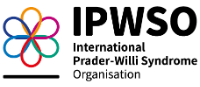 IPWSO
International
Prader-Willi Syndrome
Organisation